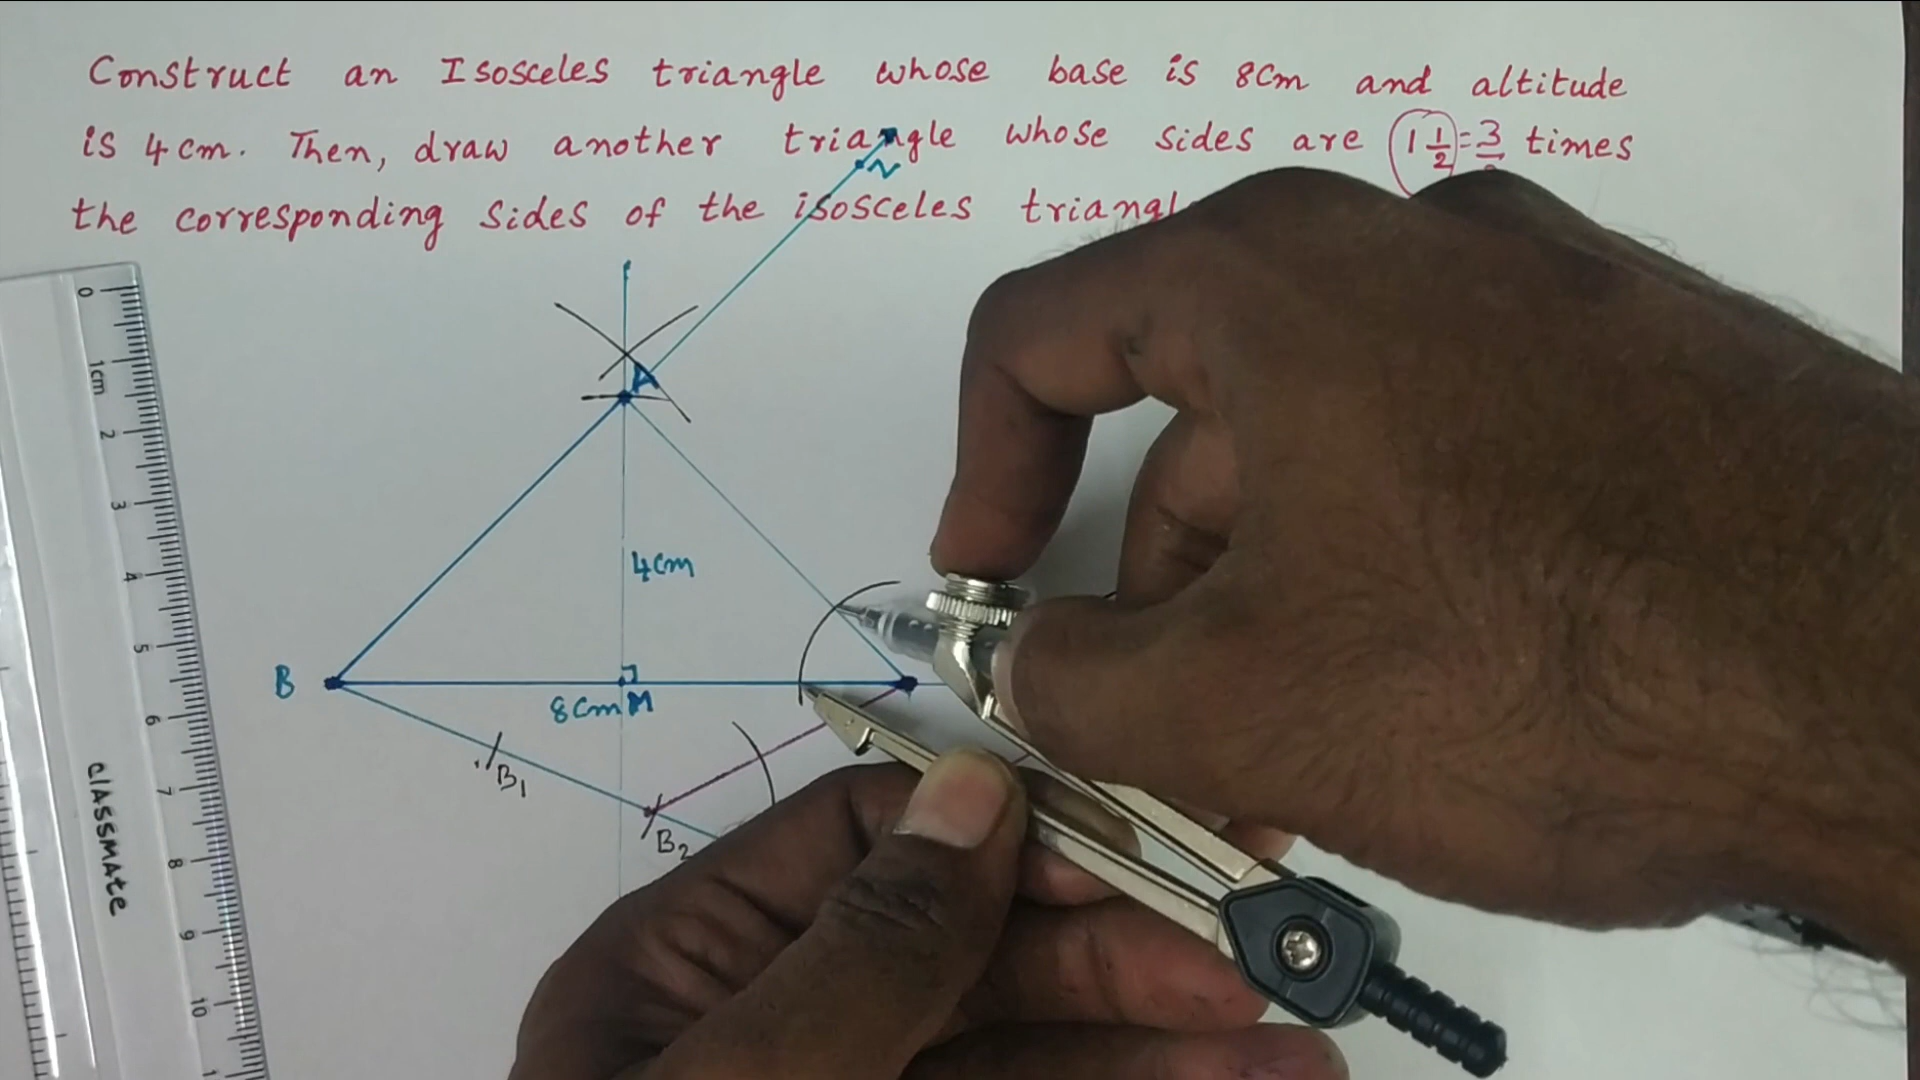 Construct an Isosceles triangle whose base is 8cm and altitude
is 4cm. Then, draw another triangle whose sides are 1 1/2 = 3 times
the corresponding sides of the isosceles
N
A
4cm
B
8cm M
B1
B2
0
1cm
2
3
4
5
6
7
8
9
10
classmate